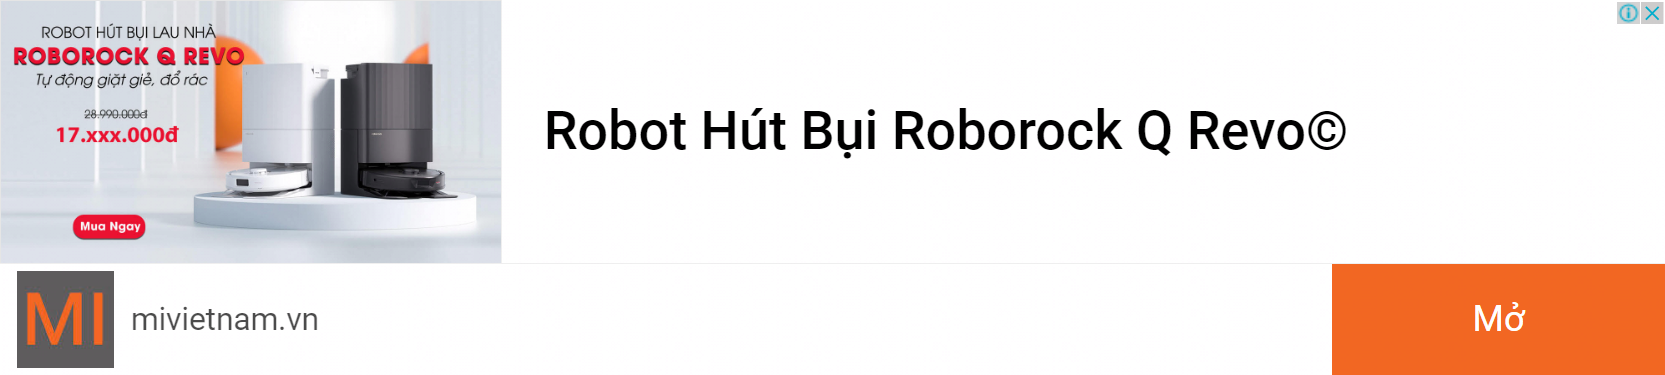 ROBOT HÚT BỤI LAU NHÀ
ROBOROCK Q REVO
Tự động giặt giẻ, đổ rác
28.990.000đ
17.xxx.000đ
Mua Ngay
Robot Hút Bụi Roborock Q Revo©
MI
mivietnam.vn
Mở